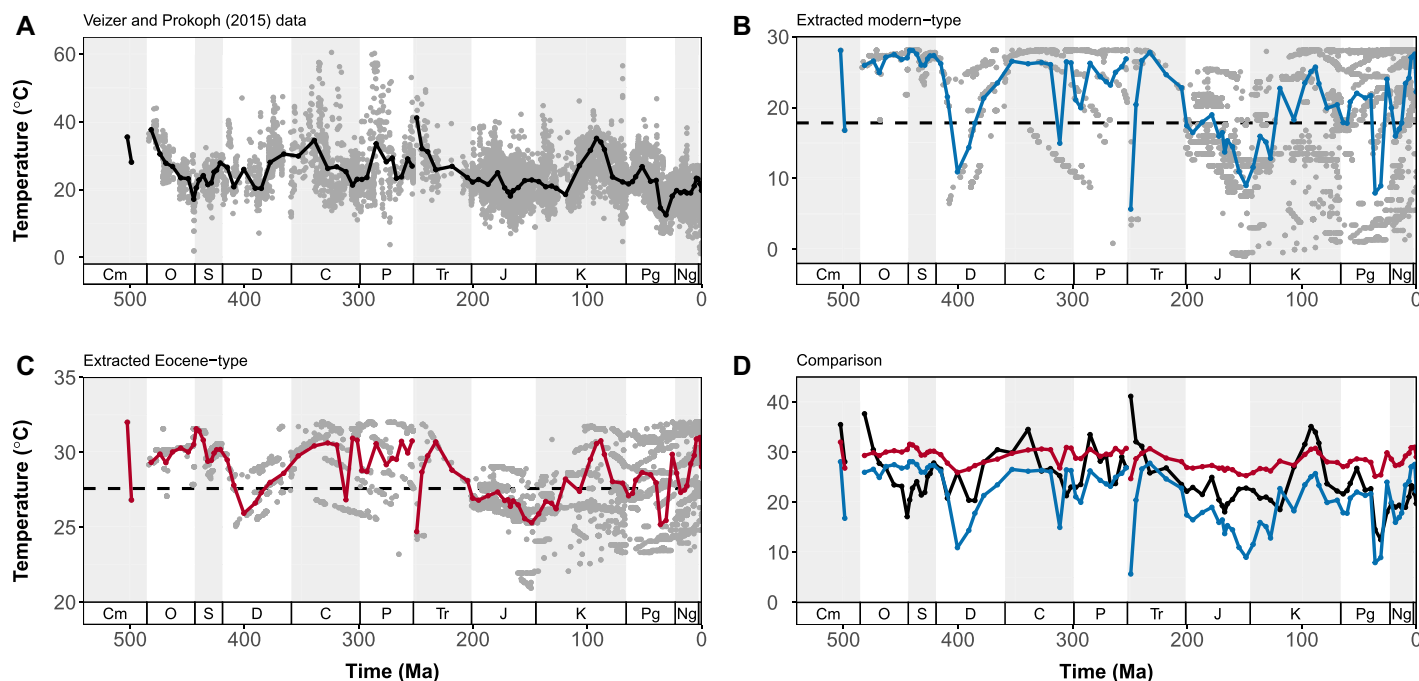 A Veizer and Prokoph (2015) data
Temperature (°C)
60
40
20
0
Cm O S D C P Tr J K Pg Ng
500 400 300 200 100 0
B Extracted modern−type
30
20
10
0
Cm O S D C P Tr J K Pg Ng
500 400 300 200 100 0
C Extracted Eocene−type
Temperature (°C)
35
30
25
20
Cm O S D C P Tr J K Pg Ng
500 400 300 200 100 0
Time (Ma)
D Comparison
40
30
20
10
0
Cm O S D C P Tr J K Pg Ng
500 400 300 200 100 0
Time (Ma)